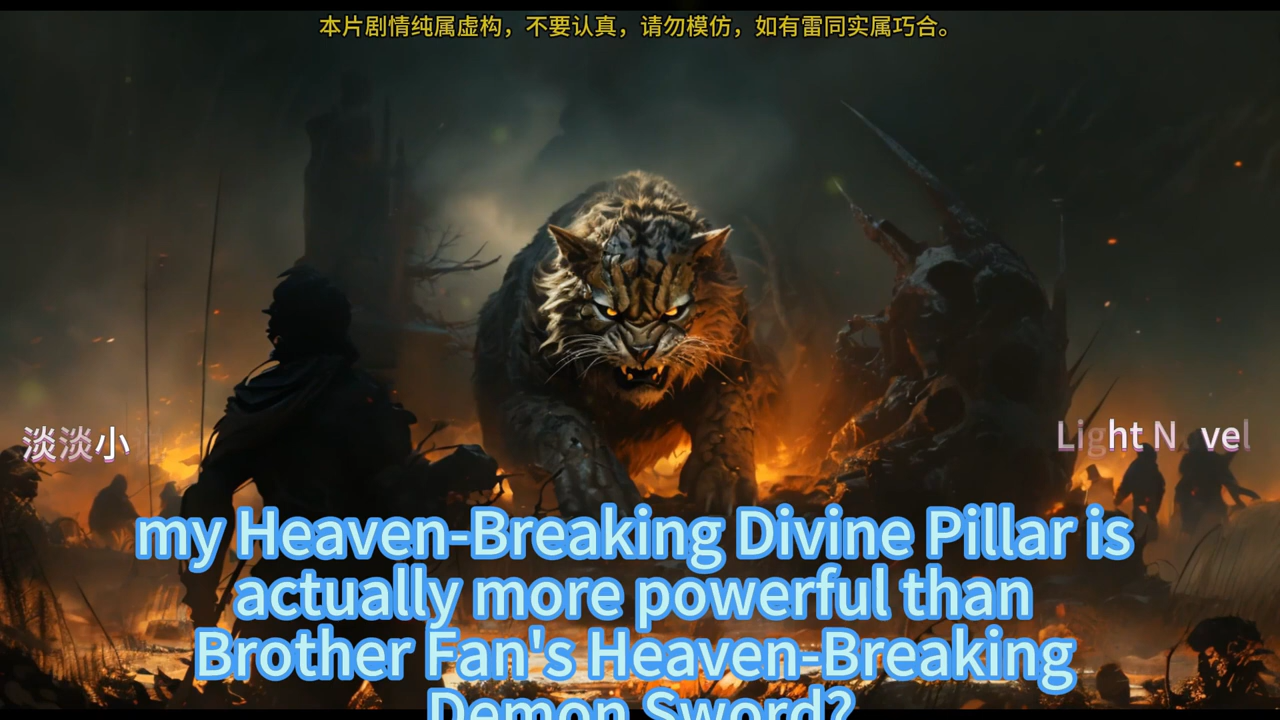 本片剧情纯属虚构，不要认真，请勿模仿，如有雷同实属巧合。
淡淡小
Light N vel
my Heaven-Breaking Divine Pillar is
actually more powerful than
Brother Fan's Heaven-Breaking
Demon Sword?